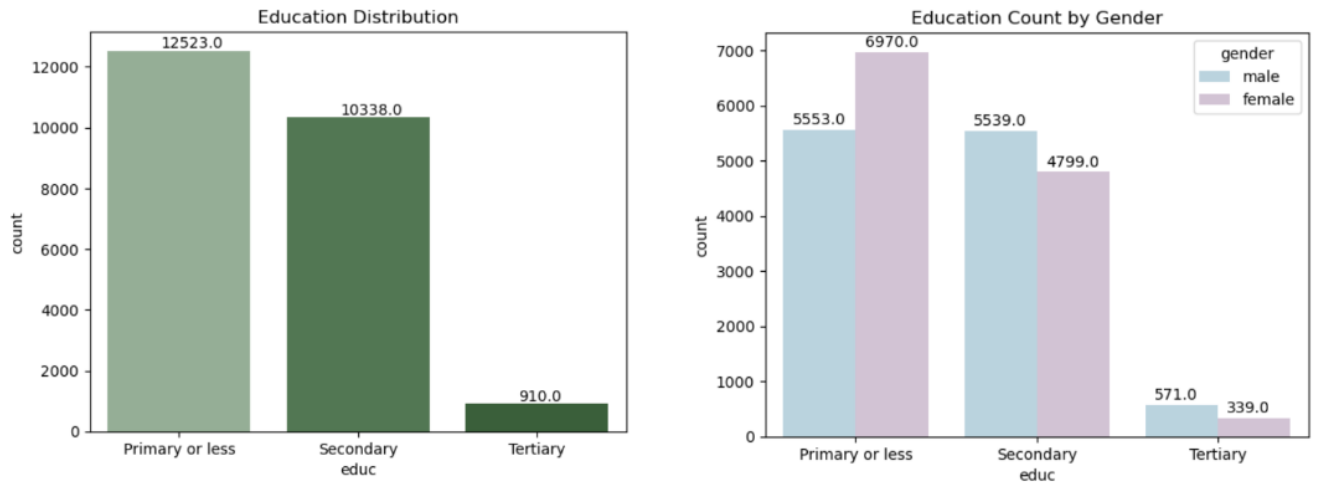 Education Distribution
12523.0
12000
10338.0
10000
8000
6000
4000
2000
910.0
0
count
Primary or less
Secondary
Tertiary
educ
Education Count by Gender
7000
6970.0
gender
male
female
6000
5553.0
5539.0
5000
4799.0
4000
3000
2000
1000
571.0
339.0
0
count
Primary or less
Secondary
Tertiary
educ